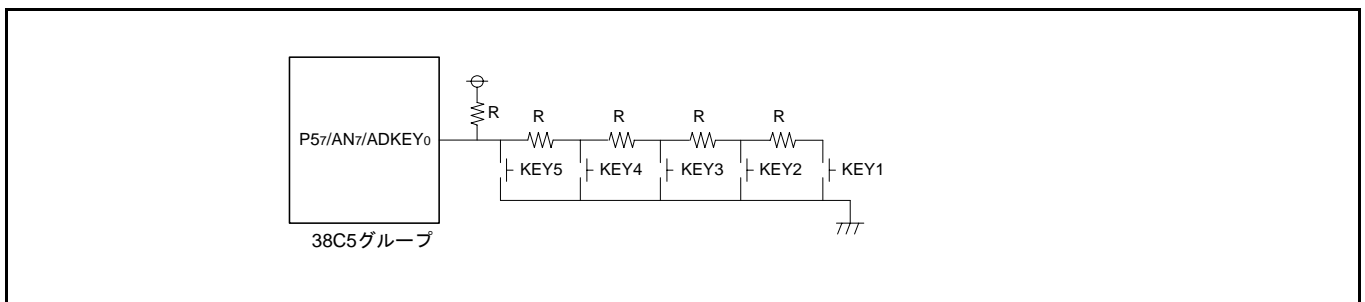 R
R
R
R
R
P57/AN7/ADKEY0
KEY5
KEY4
KEY3
KEY2
KEY1
38C5グループ